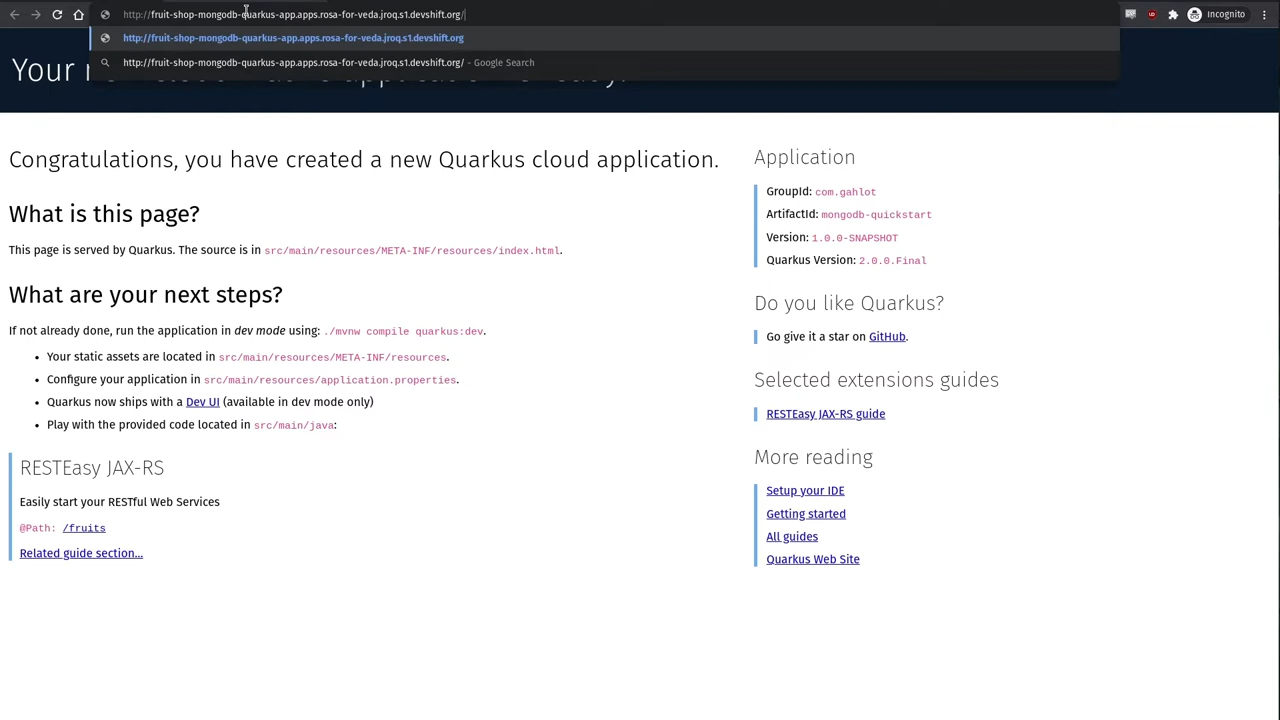 http://fruit-shop-mongodb-quarkus-app.apps.rosa-for-veda.jroq.s1.devshift.org/
Incognito
http://fruit-shop-mongodb-quarkus-app.apps.rosa-for-veda.jroq.s1.devshift.org
http://fruit-shop-mongodb-quarkus-app.apps.rosa-for-veda.jroq.s1.devshift.org/ - Google Search
Your
Congratulations, you have created a new Quarkus cloud application.
What is this page?
This page is served by Quarkus. The source is in src/main/resources/META-INF/resources/index.html.
What are your next steps?
If not already done, run the application in dev mode using: ./mvnw compile quarkus:dev.
• Your static assets are located in src/main/resources/META-INF/resources.
• Configure your application in src/main/resources/application.properties.
• Quarkus now ships with a Dev UI (available in dev mode only)
• Play with the provided code located in src/main/java:
RESTEasy JAX-RS
Easily start your RESTful Web Services
@Path: /fruits
Related guide section...
Application
GroupId: com.gahlot
ArtifactId: mongodb-quickstart
Version: 1.0.0-SNAPSHOT
Quarkus Version: 2.0.0.Final
Do you like Quarkus?
Go give it a star on GitHub.
Selected extensions guides
RESTEasy JAX-RS guide
More reading
Setup your IDE
Getting started
All guides
Quarkus Web Site